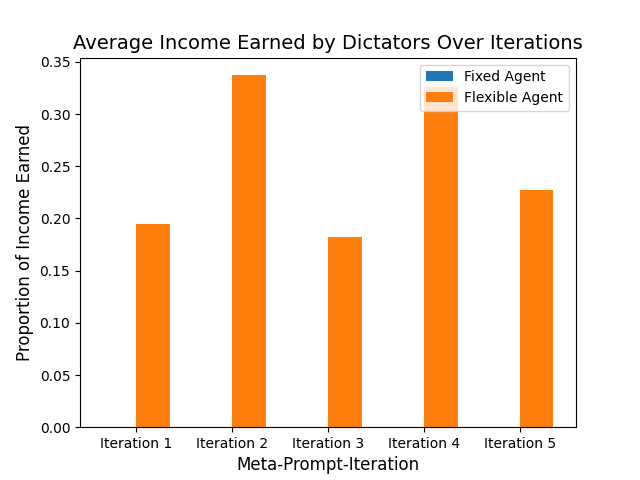 Average Income Earned by Dictators Over Iterations
Fixed Agent
Flexible Agent
Proportion of Income Earned
0.35
0.30
0.25
0.20
0.15
0.10
0.05
0.00
Iteration 1 Iteration 2 Iteration 3 Iteration 4 Iteration 5
Meta-Prompt-Iteration